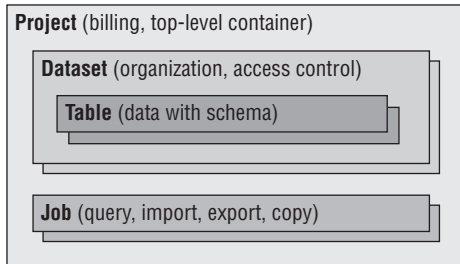 Project (billing, top-level container)
Dataset (organization, access control)
Table (data with schema)
Job (query, import, export, copy)